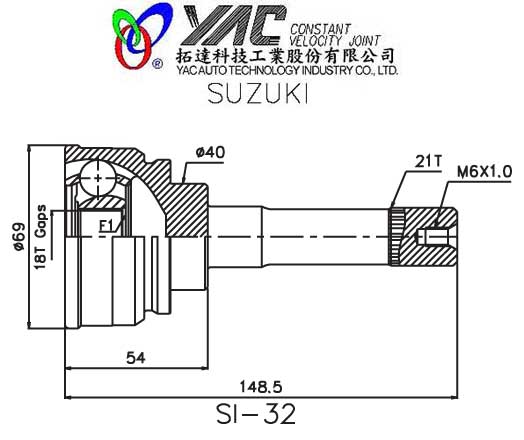 YAC CONSTANT
VELOCITY JOINT
®
拓達科技工業股份有限公司
YAC AUTO TECHNOLOGY INDUSTRY CO., LTD.
SUZUKI
ø40
21T
M6X1.0
ø69
18T Gaps
F1
54
148.5
SI-32